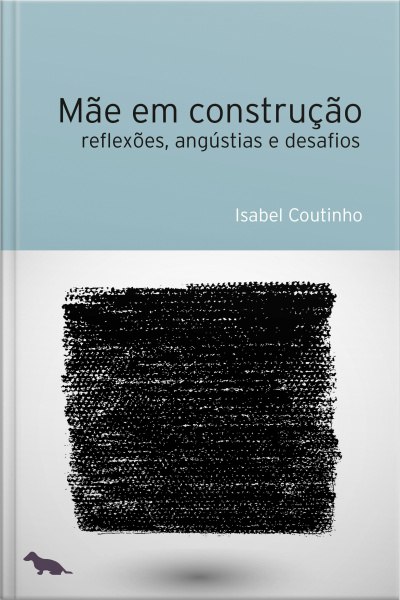 Mãe em construção
reflexões, angústias e desafios
Isabel Coutinho